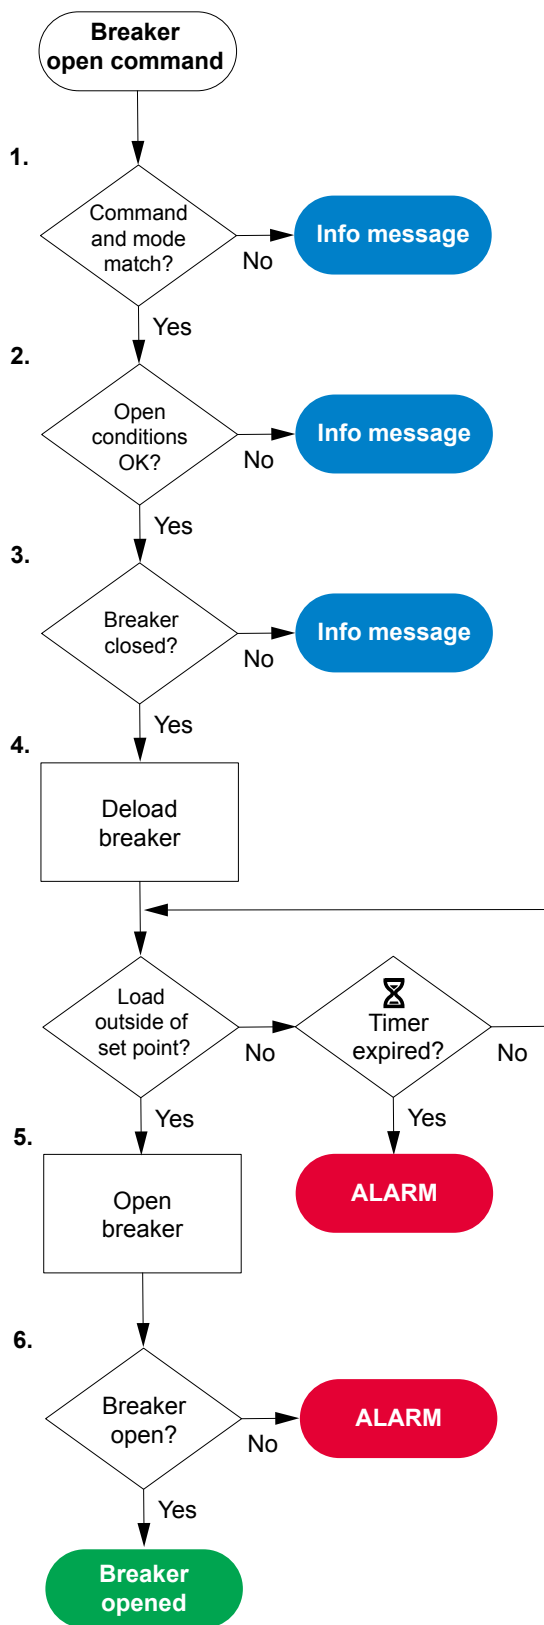 Breaker
open command
1.
Command
and mode
match?
No
Info message
Yes
2.
Open
conditions
OK?
No
Info message
Yes
3.
Breaker
closed?
No
Info message
Yes
4.
Deload
breaker
Load
outside of
set point?
No
Timer
expired?
No
Yes
Yes
5.
Open
breaker
ALARM
6.
Breaker
open?
No
ALARM
Yes
Breaker
opened